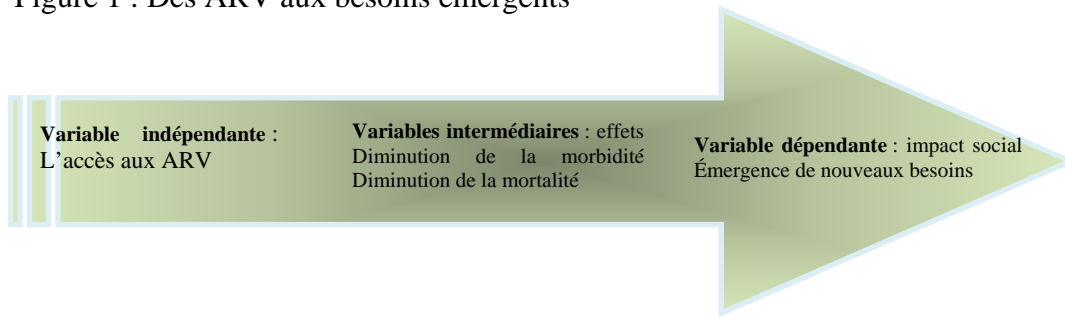 Figure 1 : Des ARV aux besoins émergents
Variable indépendante :
L'accès aux ARV
Variables intermédiaires : effets
Diminution de la morbidité
Diminution de la mortalité
Variable dépendante : impact social
Émergence de nouveaux besoins